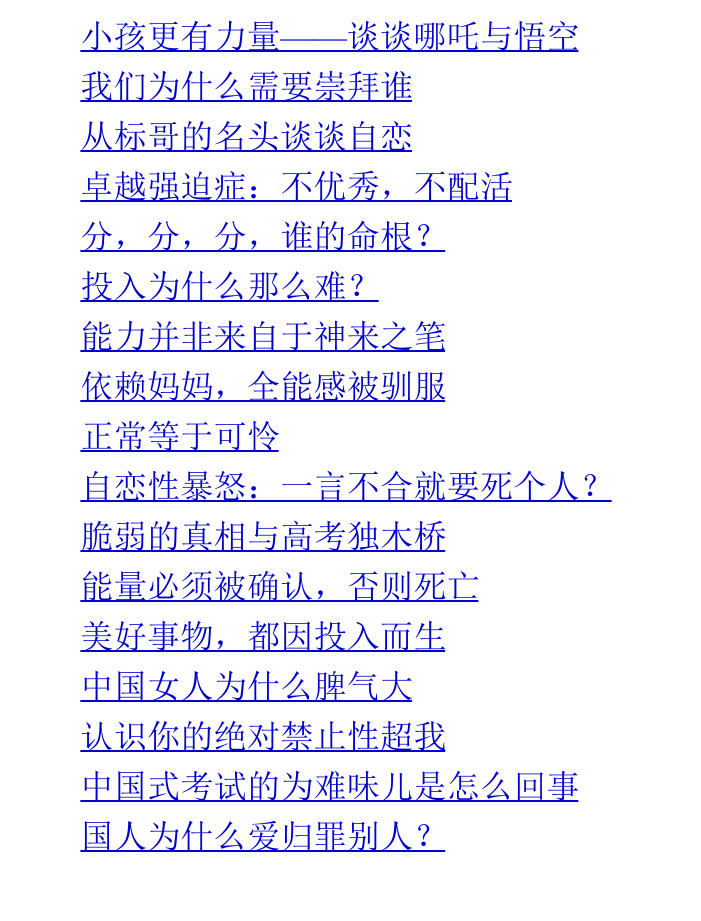 小孩更有力量——谈谈哪吒与悟空
我们为什么需要崇拜谁
从标哥的名头谈谈自恋
卓越强迫症：不优秀，不配活
分，分，分，谁的命根？
投入为什么那么难？
能力并非来自于神来之笔
依赖妈妈，全能感被驯服
正常等于可怜
自恋性暴怒：一言不合就要死个人？
脆弱的真相与高考独木桥
能量必须被确认，否则死亡
美好事物，都因投入而生
中国女人为什么脾气大
认识你的绝对禁止性超我
中国式考试的为难味儿是怎么回事
国人为什么爱归罪别人？